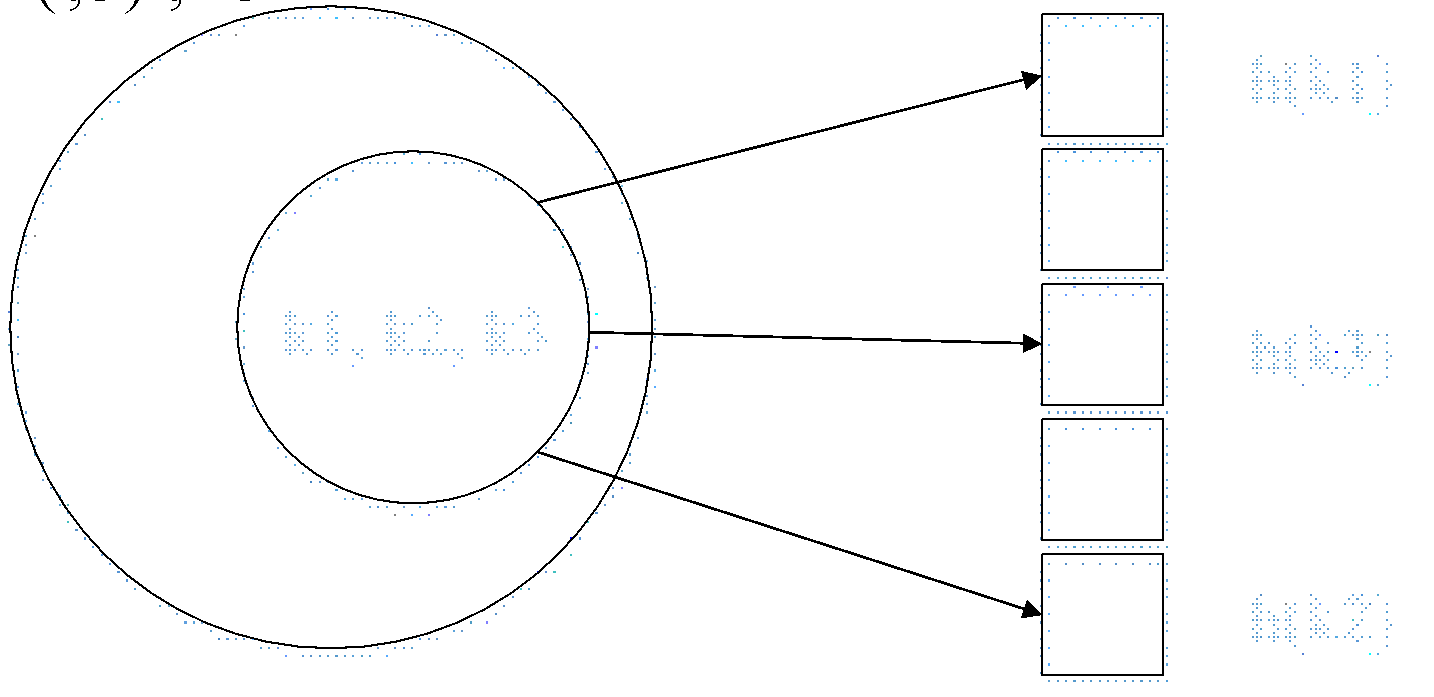 h(k1)
k1, k2, k3
h(k3)
h(k2)